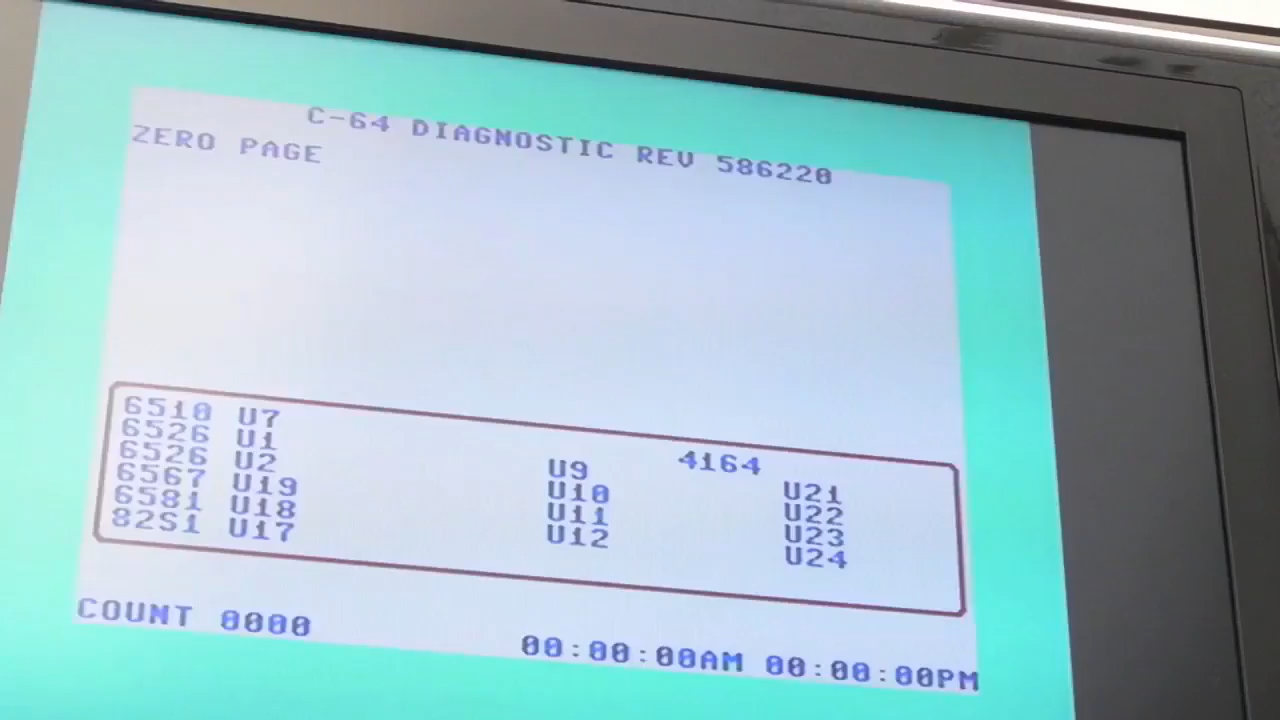 C-64 DIAGNOSTIC REV 586220
ZERO PAGE
6510 U7
6526 U1
6526 U2
6567 U19
6581 U18
82S1 U17
4164
U9 U21
U10 U22
U11 U23
U12 U24
COUNT 0000
00:00:00AM 00:00:00PM